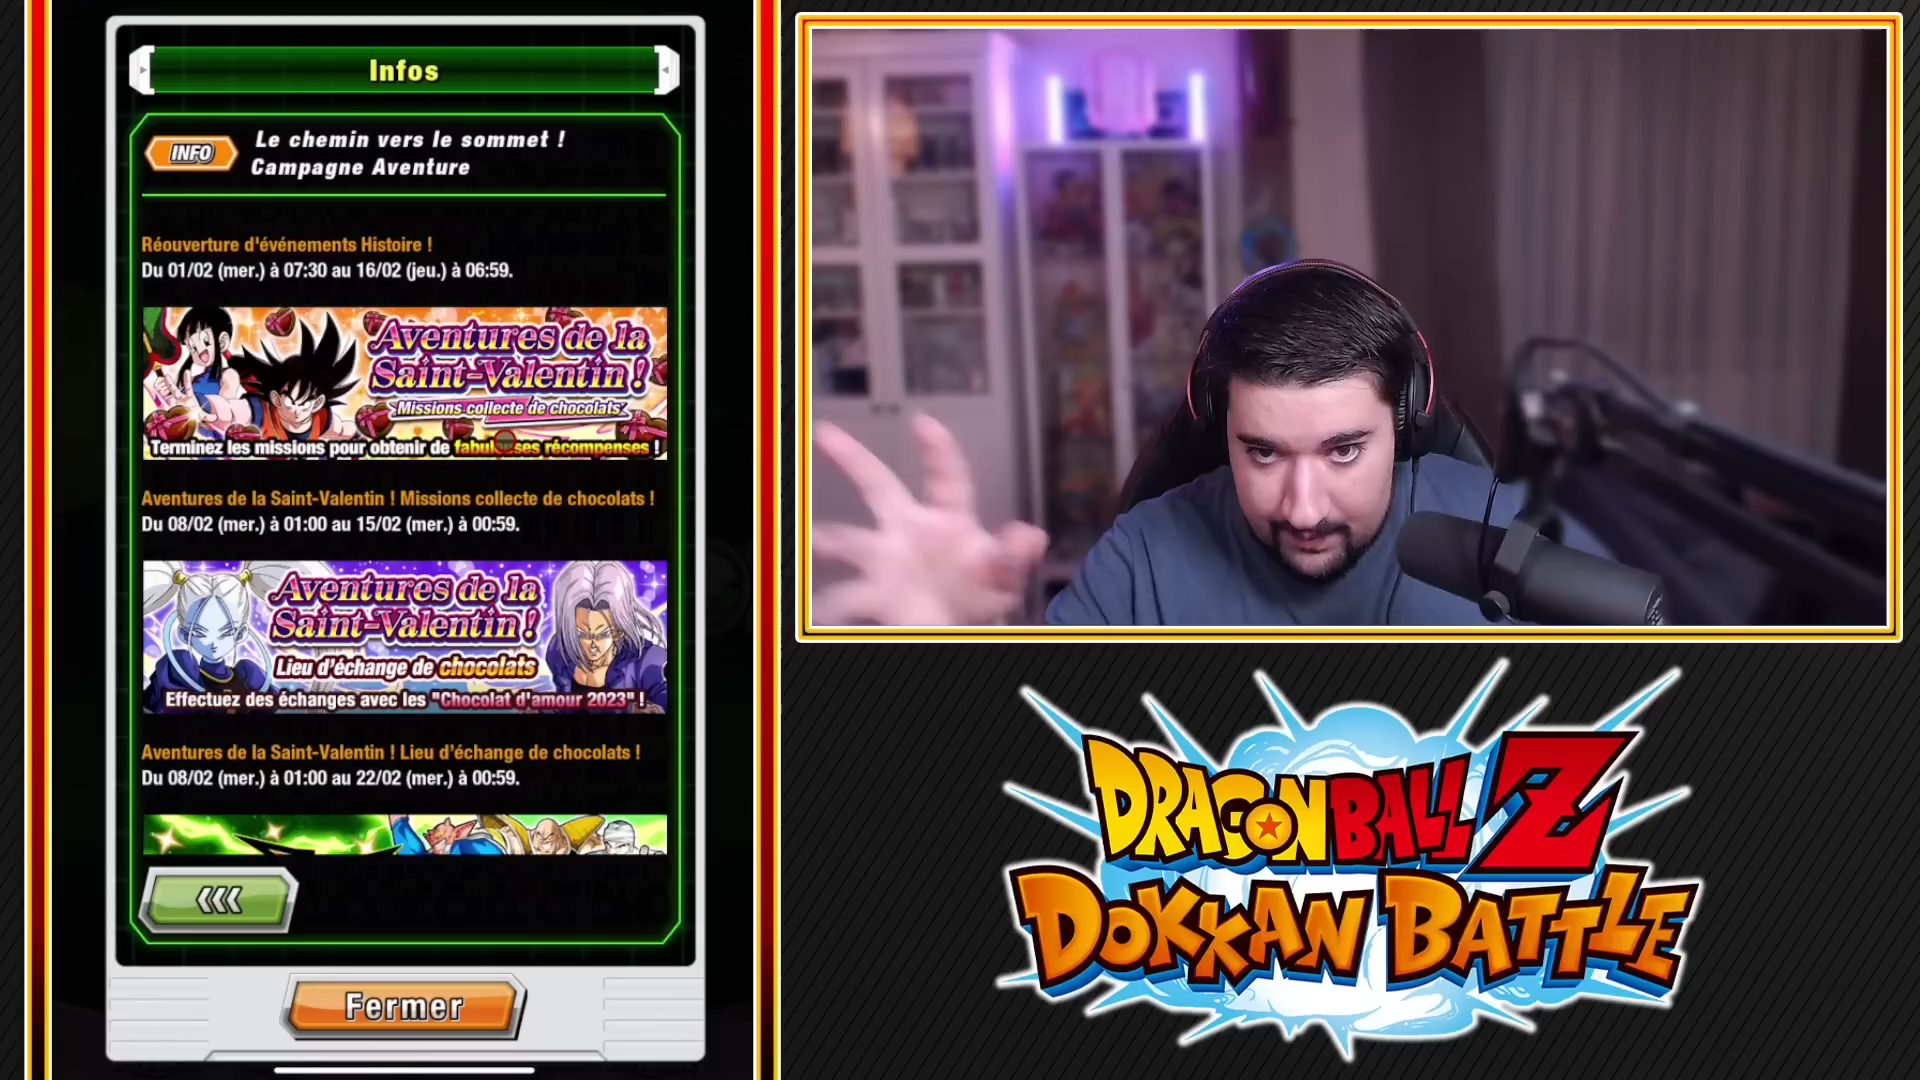 Infos
INFO
Le chemin vers le sommet !
Campagne Aventure
Réouverture d'événements Histoire !
Du 01/02 (mer.) à 07:30 au 16/02 (jeu.) à 06:59.
Aventures de la
Saint-Valentin !
Missions collecte de chocolats
Terminez les missions pour obtenir de fabuleuses récompenses !
Aventures de la Saint-Valentin ! Missions collecte de chocolats !
Du 08/02 (mer.) à 01:00 au 15/02 (mer.) à 00:59.
Aventures de la
Saint-Valentin !
Lieu d'échange de chocolats
Effectuez des échanges avec les "Chocolat d'amour 2023" !
Aventures de la Saint-Valentin ! Lieu d'échange de chocolats !
Du 08/02 (mer.) à 01:00 au 22/02 (mer.) à 00:59.
Fermer
DRAGON BALL Z
DOKKAN BATTLE